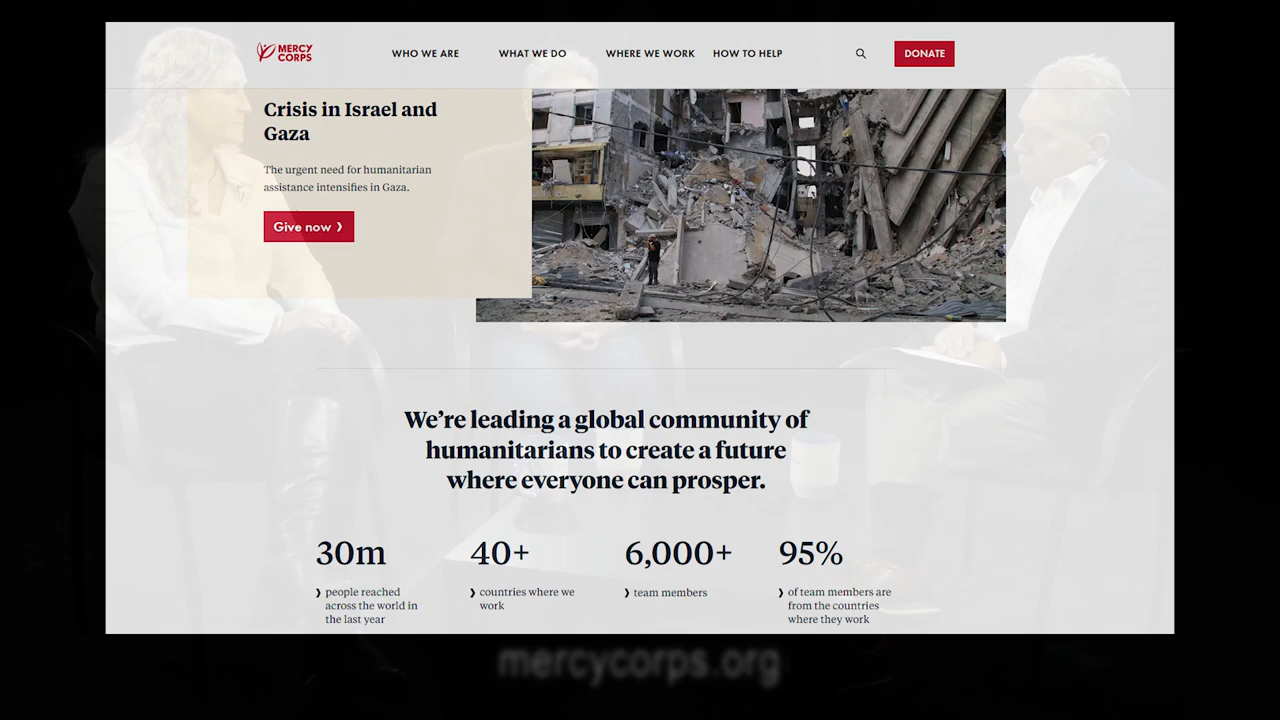 MERCY
CORPS
WHO WE ARE
WHAT WE DO
WHERE WE WORK
HOW TO HELP
DONATE
Crisis in Israel and
Gaza
The urgent need for humanitarian
assistance intensifies in Gaza.
Give now ❯
We’re leading a global community of
humanitarians to create a future
where everyone can prosper.
30m
❯ people reached
across the world in
the last year
40+
❯ countries where we
work
6,000+
❯ team members
95%
❯ of team members are
from the countries
where they work
mercycorps.org